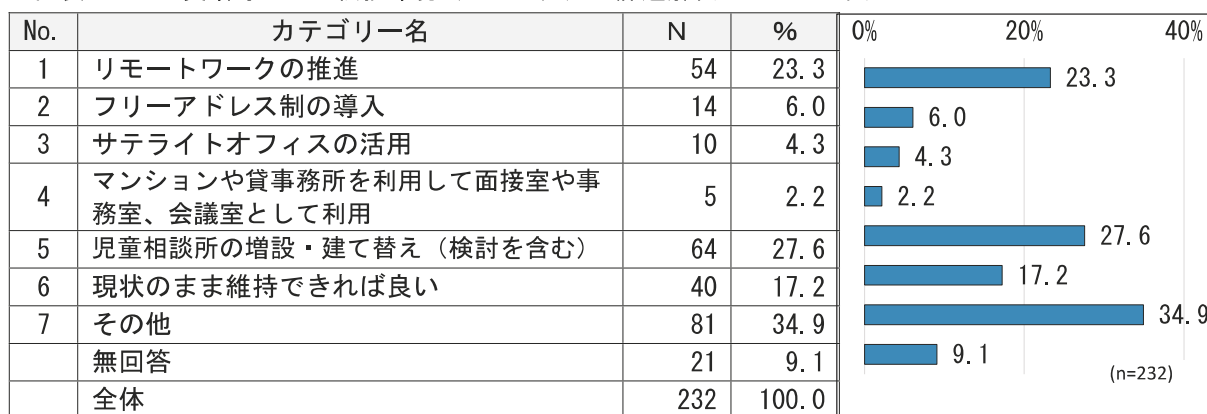 No. カテゴリー名 N %
1 リモートワークの推進 54 23.3
2 フリーアドレス制の導入 14 6.0
3 サテライトオフィスの活用 10 4.3
4 マンションや貸事務所を利用して面接室や事
務室、会議室として利用 5 2.2
5 児童相談所の増設・建て替え（検討を含む） 64 27.6
6 現状のまま維持できれば良い 40 17.2
7 その他 81 34.9
無回答 21 9.1
全体 232 100.0
0% 20% 40%
23.3
6.0
4.3
2.2
27.6
17.2
34.9
9.1
(n=232)